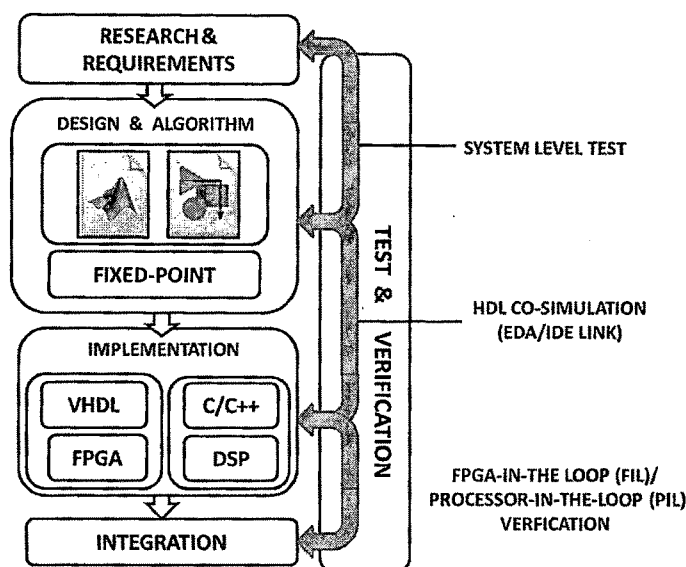 RESEARCH &
REQUIREMENTS
DESIGN & ALGORITHM
FIXED-POINT
IMPLEMENTATION
VHDL
C/C++
FPGA
DSP
INTEGRATION
TEST & VERIFICATION
SYSTEM LEVEL TEST
HDL CO-SIMULATION
(EDA/IDE LINK)
FPGA-IN-THE LOOP (FIL)/
PROCESSOR-IN-THE-LOOP (PIL)
VERFICATION